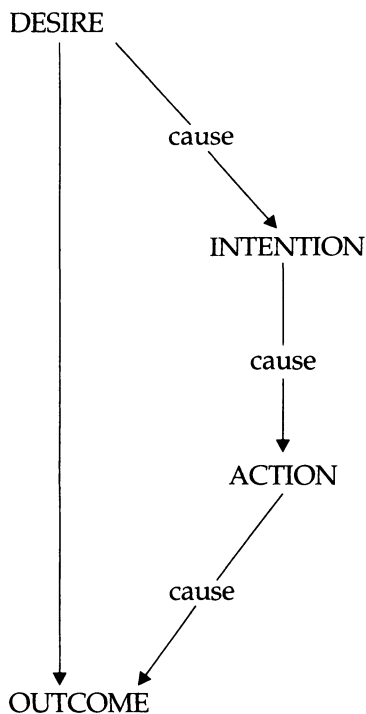 DESIRE
cause
INTENTION
cause
ACTION
cause
OUTCOME